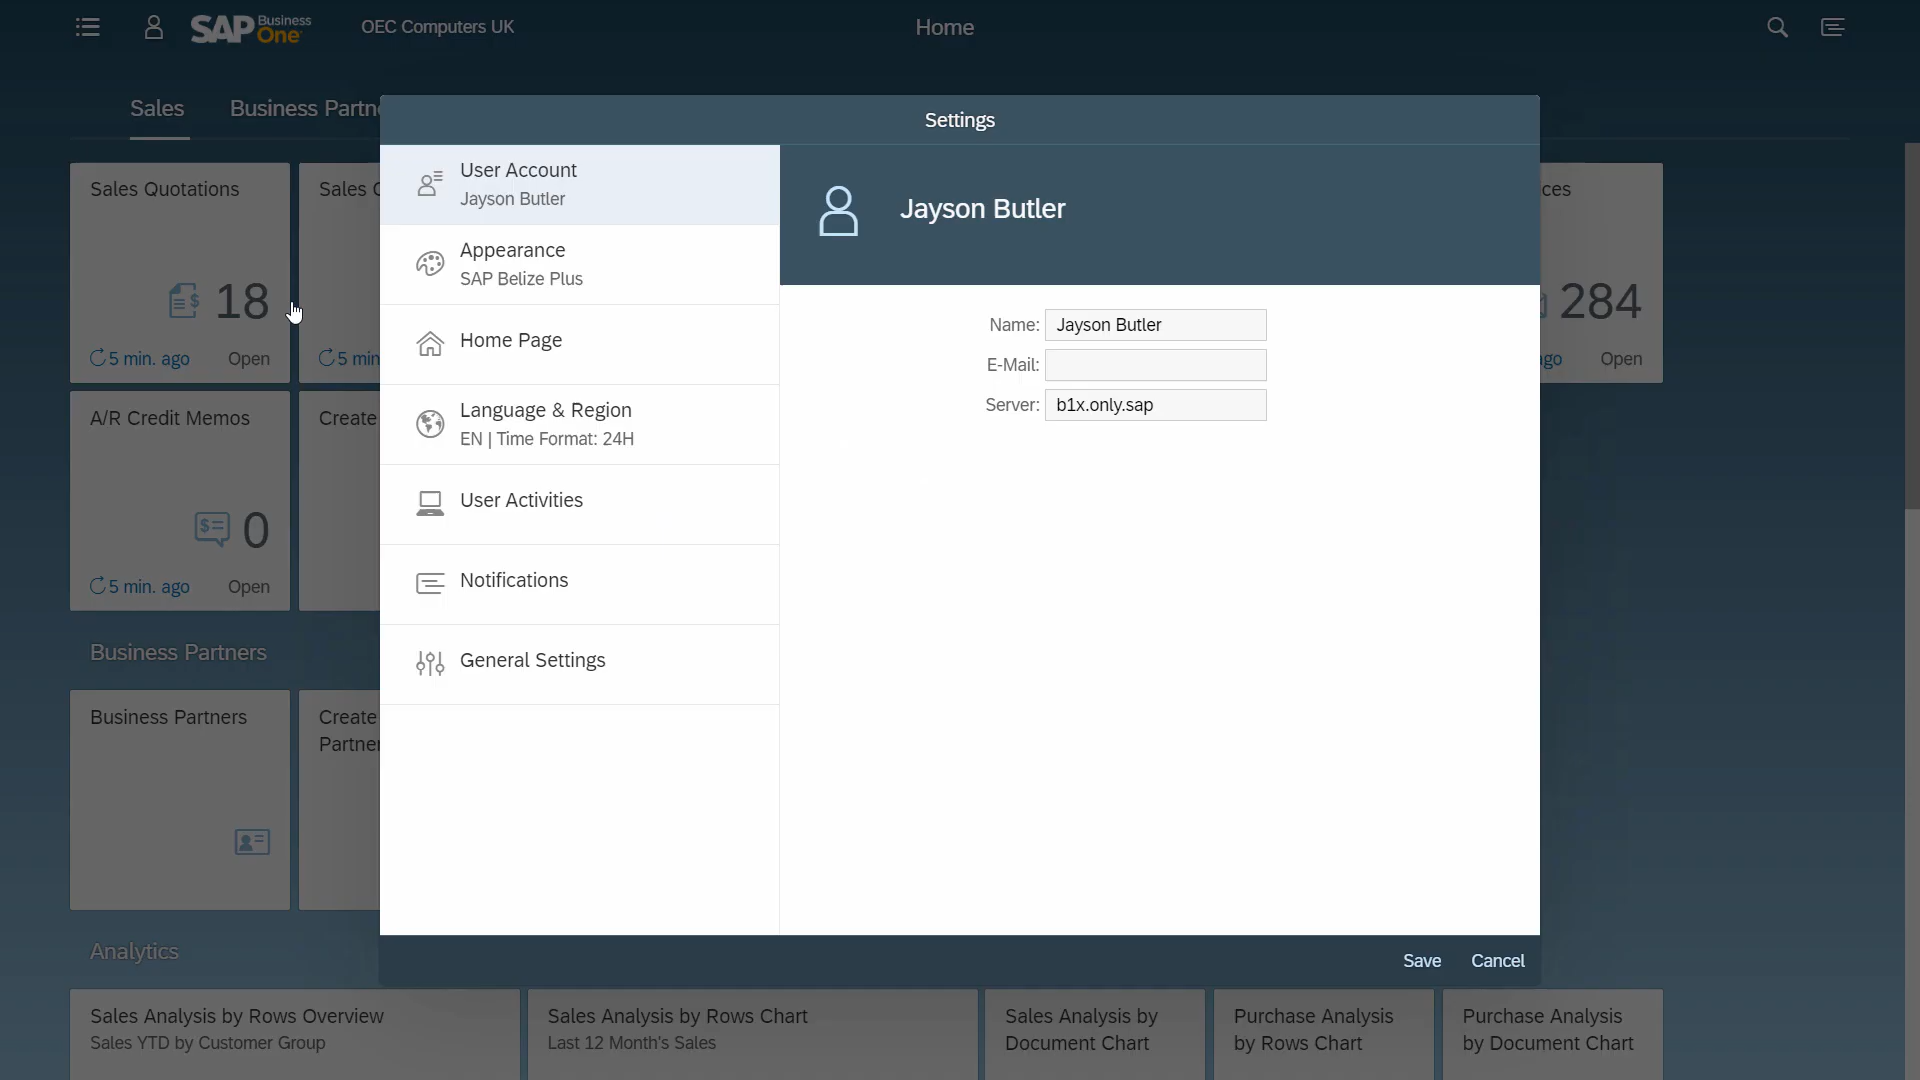 SAP Business One
OEC Computers UK
Home
Sales
Business Partne
Settings
Sales Quotations
18
5 min. ago
Open
Sales C
5 min
ces
284
ago
Open
A/R Credit Memos
0
5 min. ago
Open
Create
User Account
Jayson Butler
Appearance
SAP Belize Plus
Home Page
Language & Region
EN | Time Format: 24H
User Activities
Notifications
General Settings
Jayson Butler
Name: Jayson Butler
E-Mail:
Server: b1x.only.sap
Save
Cancel
Business Partners
Business Partners
Create
Partner
Analytics
Sales Analysis by Rows Overview
Sales YTD by Customer Group
Sales Analysis by Rows Chart
Last 12 Month's Sales
Sales Analysis by
Document Chart
Purchase Analysis
by Rows Chart
Purchase Analysis
by Document Chart